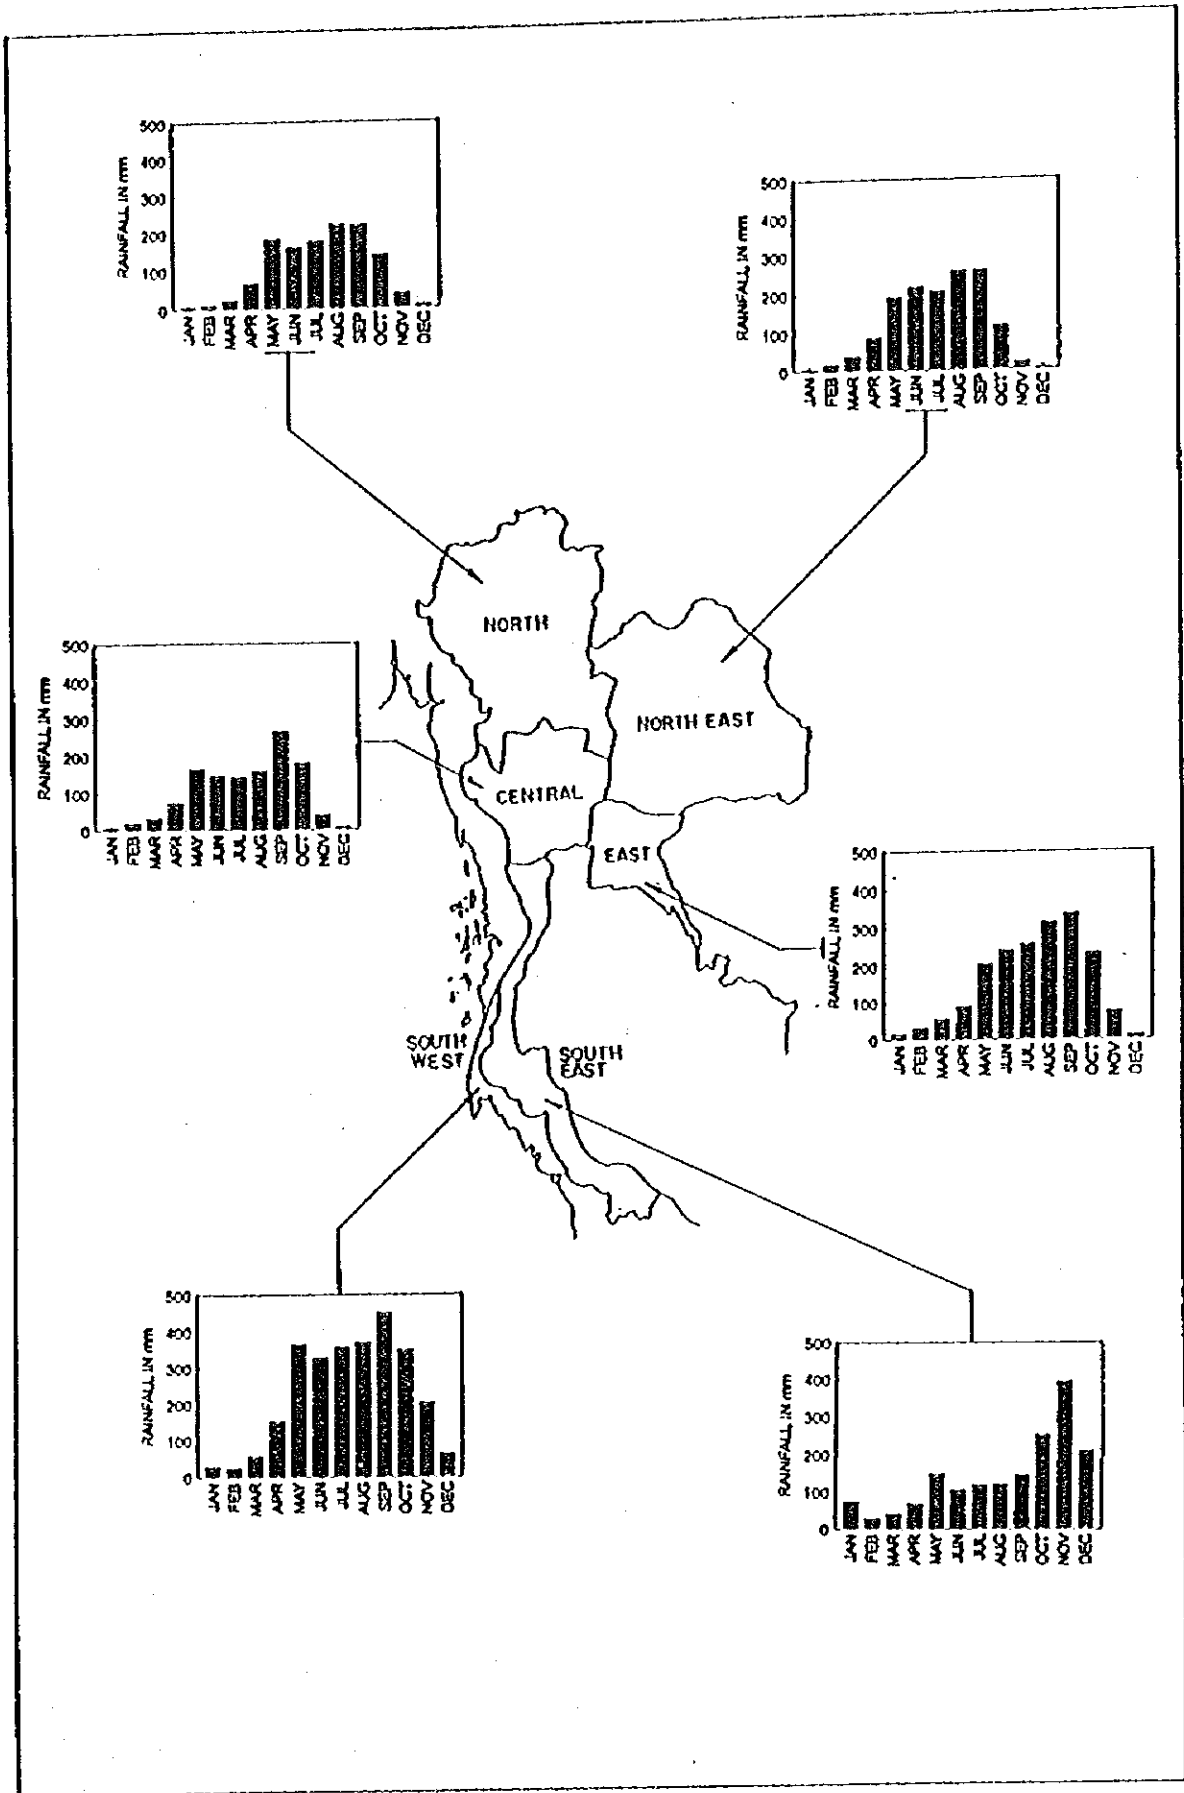 500
400
300
200
100
0
RAINFALL IN mm
JAN FEB MAR APR MAY JUN JUL AUG SEP OCT NOV DEC
500
400
300
200
100
0
RAINFALL IN mm
JAN FEB MAR APR MAY JUN JUL AUG SEP OCT NOV DEC
NORTH
500
400
300
200
100
0
RAINFALL IN mm
JAN FEB MAR APR MAY JUN JUL AUG SEP OCT NOV DEC
NORTH EAST
CENTRAL
EAST
500
400
300
200
100
0
RAINFALL IN mm
JAN FEB MAR APR MAY JUN JUL AUG SEP OCT NOV DEC
SOUTH
WEST
SOUTH
EAST
500
400
300
200
100
0
RAINFALL IN mm
JAN FEB MAR APR MAY JUN JUL AUG SEP OCT NOV DEC
500
400
300
200
100
0
RAINFALL IN mm
JAN FEB MAR APR MAY JUN JUL AUG SEP OCT NOV DEC